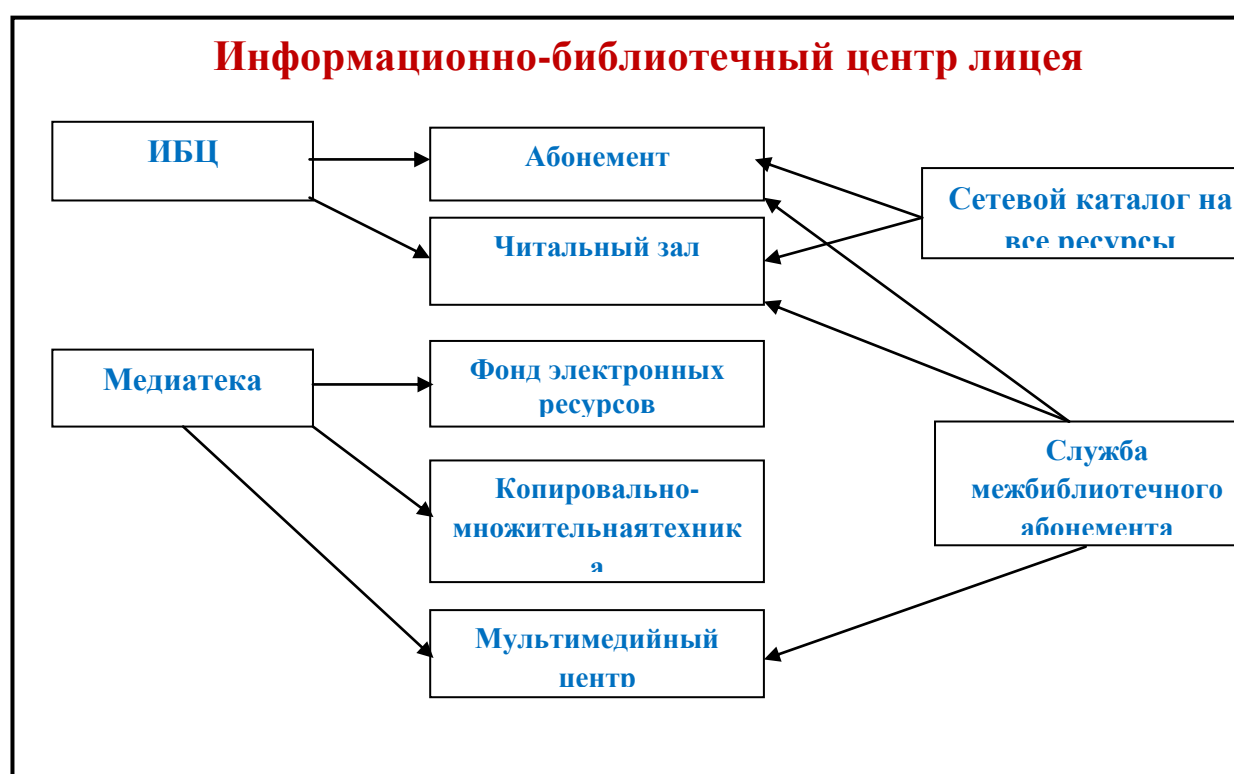 Информационно-библиотечный центр лицея
ИБЦ
Абонемент
Сетевой каталог на
все ресурсы
Читальный зал
Медиатека
Фонд электронных
ресурсов
Служба
межбиблиотечного
абонемента
Копировально-
множительнаятехник
а
Мультимедийный
центр